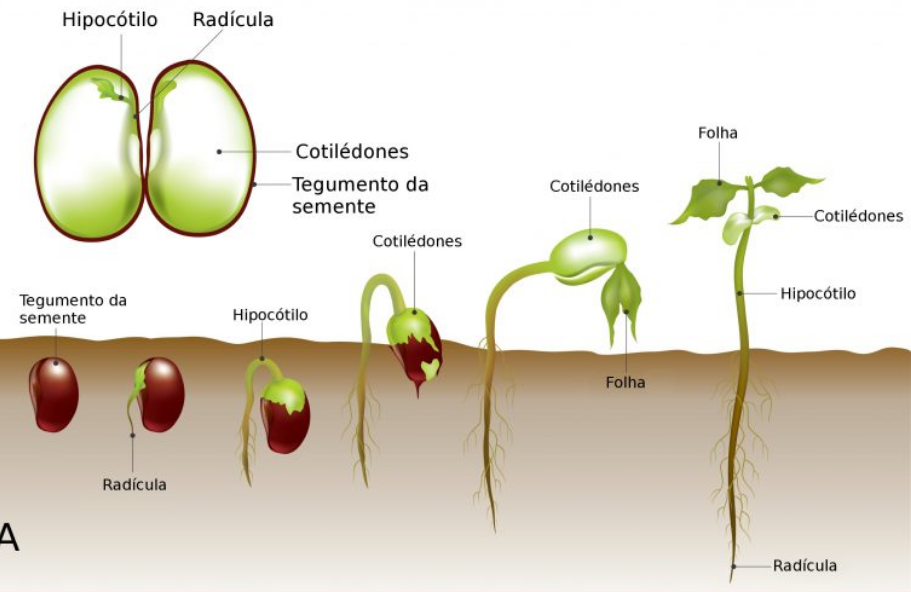 Hipocótilo
Radícula
Cotilédones
Tegumento da
semente
Folha
Cotilédones
Cotilédones
Cotilédones
Hipocótilo
Tegumento da
semente
Hipocótilo
Folha
Radícula
A
Radícula